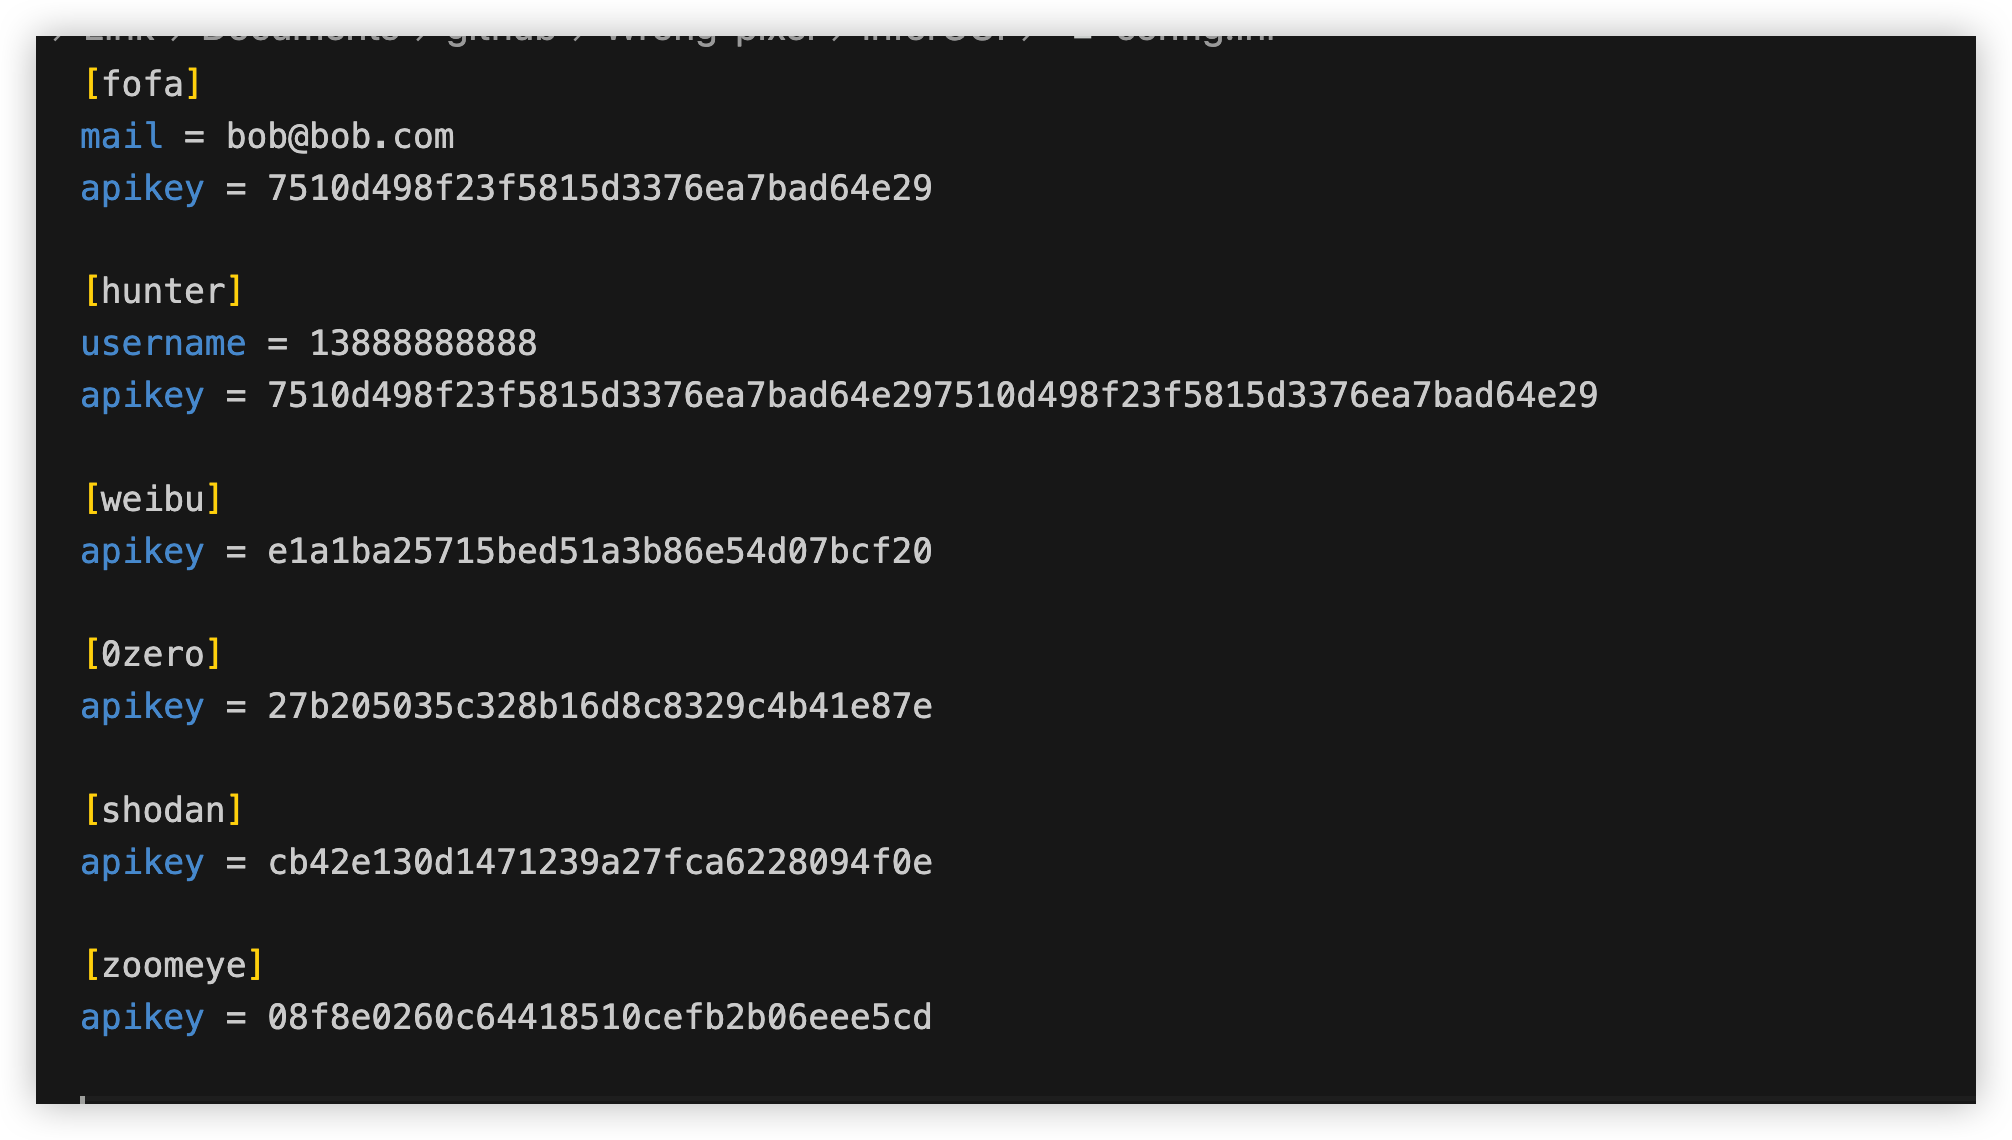 [fofa]
mail = bob@bob.com
apikey = 7510d498f23f5815d3376ea7bad64e29
[hunter]
username = 13888888888
apikey = 7510d498f23f5815d3376ea7bad64e297510d498f23f5815d3376ea7bad64e29
[weibu]
apikey = e1a1ba25715bed51a3b86e54d07bcf20
[0zero]
apikey = 27b205035c328b16d8c8329c4b41e87e
[shodan]
apikey = cb42e130d1471239a27fca6228094f0e
[zoomeye]
apikey = 08f8e0260c64418510cefb2b06eee5cd